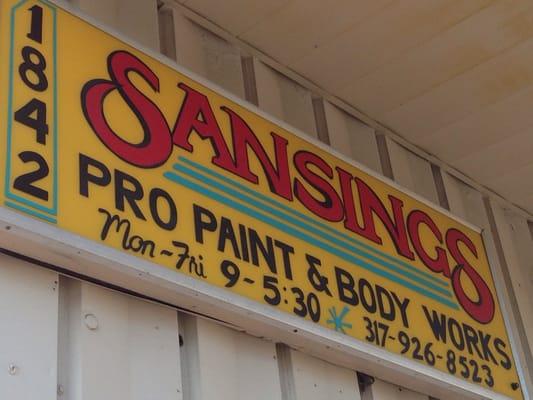 1842
SANSINGS
PRO PAINT & BODY WORKS
Mon-Fri 9-5:30 317-926-8523